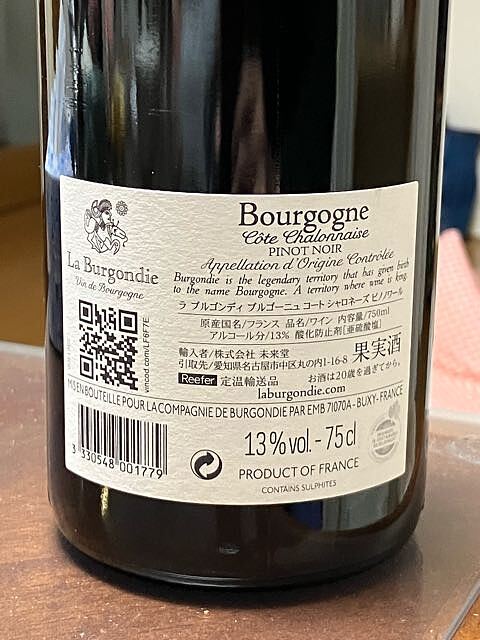 La Burgondie
Vin de Bourgogne
vincod.com/LF6F7E
Bourgogne
Côte Chalonnaise
PINOT NOIR
Appellation d'Origine Contrôlée
Burgondie is the legendary territory that has given birth
to the name Bourgogne. A territory where wine is king.
ラ ブルゴンディ ブルゴーニュ コート シャロネーズ ピノノワール
原産国名/フランス 品名/ワイン 内容量/750ml
アルコール分/13% 酸化防止剤[亜硫酸塩]
輸入者/株式会社 未来堂
引取先/愛知県名古屋市中区丸の内1-16-8
果実酒
Reefer 定温輸送品
お酒は20歳を過ぎてから。
laburgondie.com
MIS EN BOUTEILLE POUR LA COMPAGNIE DE BURGONDIE PAR EMB 71070A - BUXY - FRANCE
3 330548 001779
13% vol. - 75 cl
PRODUCT OF FRANCE
CONTAINS SULPHITES